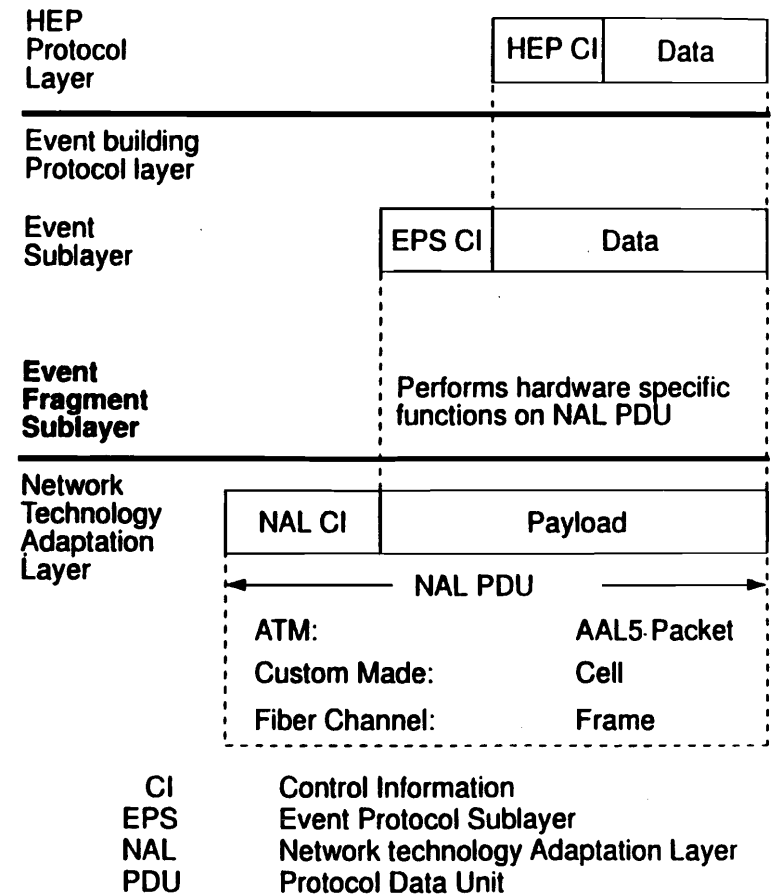 HEP
Protocol
Layer
HEP CI
Data
Event building
Protocol layer
Event
Sublayer
EPS CI
Data
Event
Fragment
Sublayer
Performs hardware specific
functions on NAL PDU
Network
Technology
Adaptation
Layer
NAL CI
Payload
NAL PDU
ATM: AAL5 Packet
Custom Made: Cell
Fiber Channel: Frame
CI Control Information
EPS Event Protocol Sublayer
NAL Network technology Adaptation Layer
PDU Protocol Data Unit